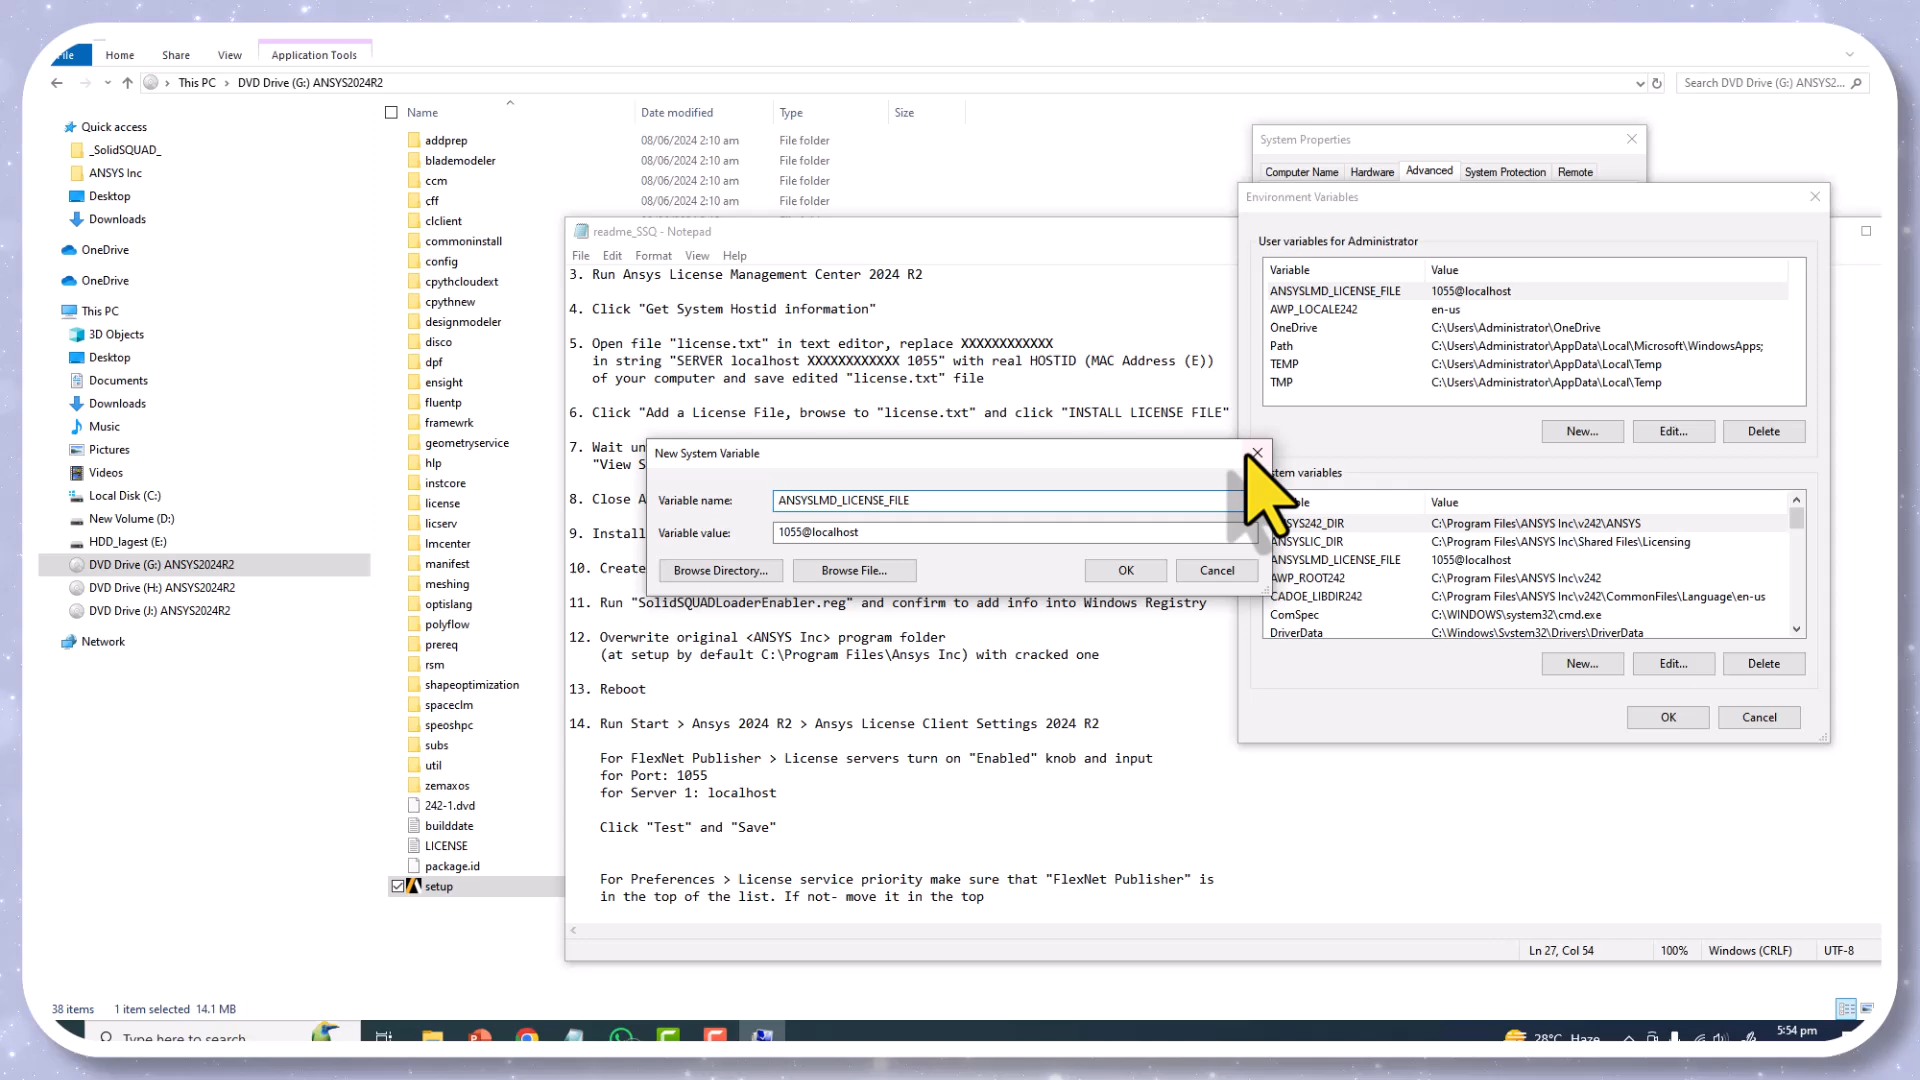 File Home Share View Application Tools
This PC DVD Drive (G:) ANSYS2024R2 Search DVD Drive (G:) ANSYS2...
Name Date modified Type Size
Quick access
_SolidSQUAD_
ANSYS Inc
Desktop
Downloads
OneDrive
OneDrive
This PC
3D Objects
Desktop
Documents
Downloads
Music
Pictures
Videos
Local Disk (C:)
New Volume (D:)
HDD_lagest (E:)
DVD Drive (G:) ANSYS2024R2
DVD Drive (H:) ANSYS2024R2
DVD Drive (J:) ANSYS2024R2
Network
addprep 08/06/2024 2:10 am File folder
blademodeler 08/06/2024 2:10 am File folder
ccm 08/06/2024 2:10 am File folder
cff 08/06/2024 2:10 am File folder
clclient
commoninstall
config
cpythcloudext
cpythnew
designmodeler
disco
dpf
ensight
fluentp
framewrk
geometryservice
hlp
instcore
license
licserv
lmcenter
manifest
meshing
optislang
polyflow
prereq
rsm
shapeoptimization
spaceclm
speoshpc
subs
util
zemaxos
242-1.dvd
builddate
LICENSE
package.id
setup
readme_SSQ - Notepad
File Edit Format View Help
3. Run Ansys License Management Center 2024 R2
4. Click "Get System Hostid information"
5. Open file "license.txt" in text editor, replace XXXXXXXXXXXX
in string "SERVER localhost XXXXXXXXXXXX 1055" with real HOSTID (MAC Address (E))
of your computer and save edited "license.txt" file
6. Click "Add a License File, browse to "license.txt" and click "INSTALL LICENSE FILE"
7. Wait un
"View S
8. Close A
9. Install
10. Create
11. Run "SolidSQUADLoaderEnabler.reg" and confirm to add info into Windows Registry
12. Overwrite original <ANSYS Inc> program folder
(at setup by default C:\Program Files\Ansys Inc) with cracked one
13. Reboot
14. Run Start > Ansys 2024 R2 > Ansys License Client Settings 2024 R2
For FlexNet Publisher > License servers turn on "Enabled" knob and input
for Port: 1055
for Server 1: localhost
Click "Test" and "Save"
For Preferences > License service priority make sure that "FlexNet Publisher" is
in the top of the list. If not- move it in the top
Ln 27, Col 54 100% Windows (CRLF) UTF-8
New System Variable
Variable name: ANSYSLMD_LICENSE_FILE
Variable value: 1055@localhost
Browse Directory... Browse File... OK Cancel
System Properties
Computer Name Hardware Advanced System Protection Remote
Environment Variables
User variables for Administrator
Variable Value
ANSYSLMD_LICENSE_FILE 1055@localhost
AWP_LOCALE242 en-us
OneDrive C:\Users\Administrator\OneDrive
Path C:\Users\Administrator\AppData\Local\Microsoft\WindowsApps;
TEMP C:\Users\Administrator\AppData\Local\Temp
TMP C:\Users\Administrator\AppData\Local\Temp
New... Edit... Delete
stem variables
ble Value
SYS242_DIR C:\Program Files\ANSYS Inc\v242\ANSYS
ANSYSLIC_DIR C:\Program Files\ANSYS Inc\Shared Files\Licensing
ANSYSLMD_LICENSE_FILE 1055@localhost
AWP_ROOT242 C:\Program Files\ANSYS Inc\v242
CADOE_LIBDIR242 C:\Program Files\ANSYS Inc\v242\CommonFiles\Language\en-us
ComSpec C:\WINDOWS\system32\cmd.exe
DriverData C:\Windows\System32\Drivers\DriverData
New... Edit... Delete
OK Cancel
38 items 1 item selected 14.1 MB
Type here to search 28°C Haze 5:54 pm